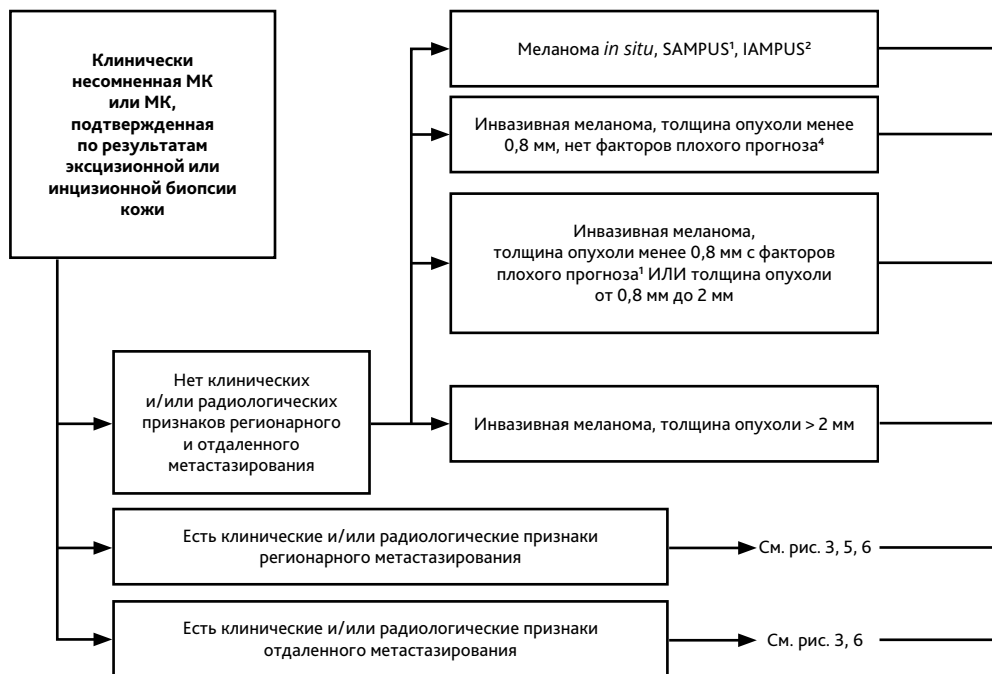 Клинически
несомненная МК
или МК,
подтвержденная
по результатам
эксцизионной или
инцизионной биопсии
кожи
Меланома in situ, SAMPUS¹, IAMPUS²
Инвазивная меланома, толщина опухоли менее
0,8 мм, нет факторов плохого прогноза⁴
Инвазивная меланома,
толщина опухоли менее 0,8 мм с факторов
плохого прогноза¹ ИЛИ толщина опухоли
от 0,8 мм до 2 мм
Нет клинических
и/или радиологических
признаков регионарного
и отдаленного
метастазирования
Инвазивная меланома, толщина опухоли > 2 мм
Есть клинические и/или радиологические признаки
регионарного метастазирования
См. рис. 3, 5, 6
Есть клинические и/или радиологические признаки
отдаленного метастазирования
См. рис. 3, 6